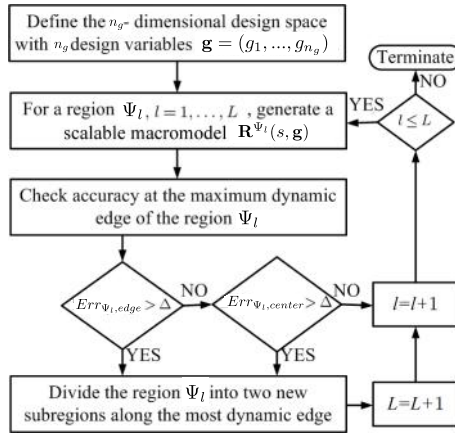 Define the n_g- dimensional design space
with n_g design variables g = (g_1, ..., g_{n_g})
Terminate
NO
YES
l ≤ L
For a region Ψ_l, l = 1, . . . , L , generate a
scalable macromodel R^{Ψ_l}(s, g)
Check accuracy at the maximum dynamic
edge of the region Ψ_l
Err_{Ψ_l,edge} > Δ
NO
Err_{Ψ_l,center} > Δ
NO
l=l+1
YES
YES
Divide the region Ψ_l into two new
subregions along the most dynamic edge
L=L+1